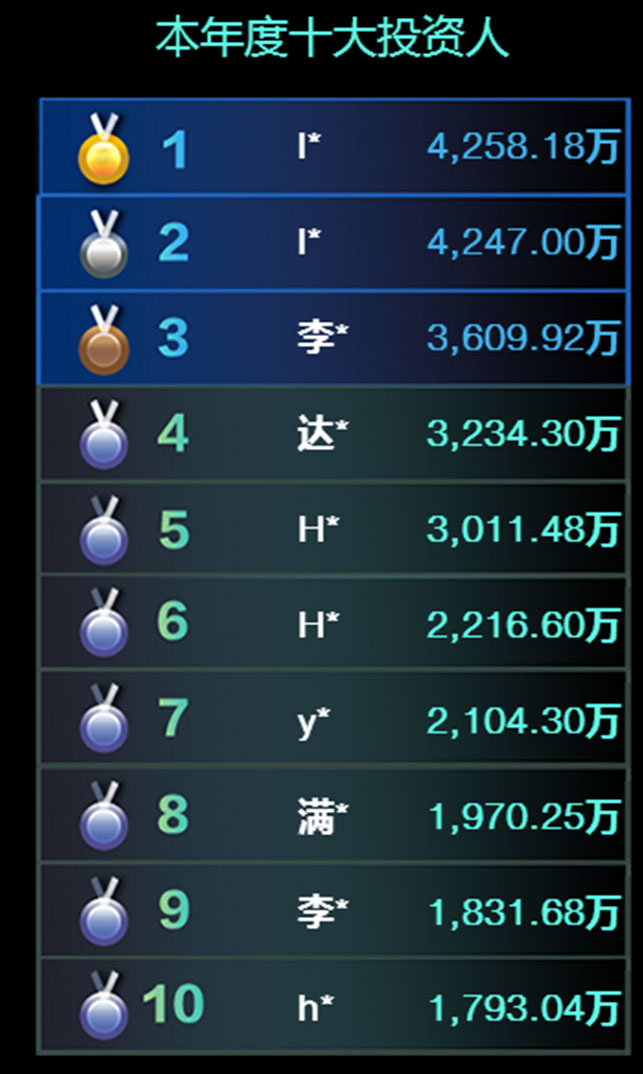 本年度十大投资人
1 l* 4,258.18万
2 l* 4,247.00万
3 李* 3,609.92万
4 达* 3,234.30万
5 H* 3,011.48万
6 H* 2,216.60万
7 y* 2,104.30万
8 满* 1,970.25万
9 李* 1,831.68万
10 h* 1,793.04万